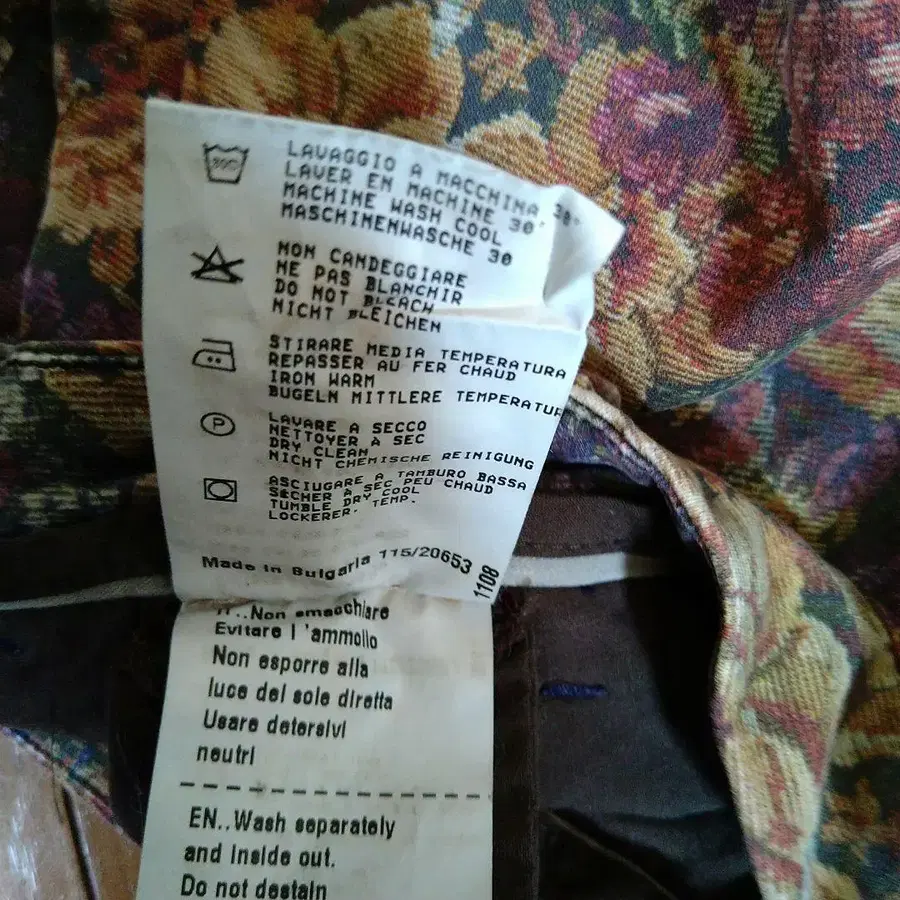 30C
LAVAGGIO A MACCHINA 30°
LAVER EN MACHINE 30°
MACHINE WASH COOL
MASCHINENWASCHE 30
NON CANDEGGIARE
NE PAS BLANCHIR
DO NOT BLEACH
NICHT BLEICHEN
STIRARE MEDIA TEMPERATURA
REPASSER AU FER CHAUD
IRON WARM
BUGELN MITTLERE TEMPERATUR
P
LAVARE A SECCO
NETTOYER A SEC
DRY CLEAN
NICHT CHEMISCHE REINIGUNG
ASCIUGARE A TAMBURO BASSA
SECHER A SEC PEU CHAUD
TUMBLE DRY COOL
LOCKERER. TEMP.
Made in Bulgaria 115/20653
1108
IT..Non smacchiare
Evitare l'ammollo
Non esporre alla
luce del sole diretta
Usare detersivi
neutri
EN..Wash separately
and inside out.
Do not destain